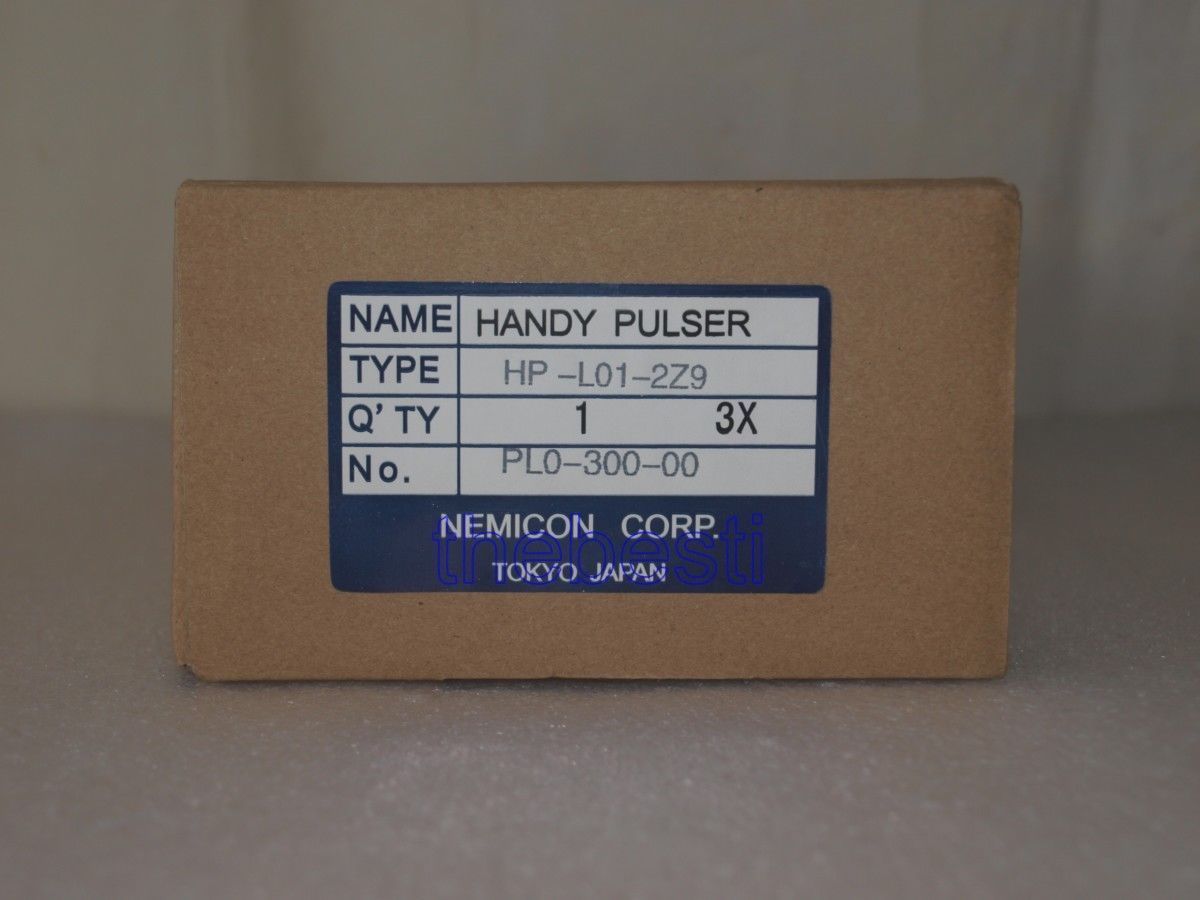 NAME HANDY PULSER
TYPE HP-L01-2Z9
Q'TY 1 3X
No. PL0-300-00
NEMICON CORP.
thebesti
TOKYO JAPAN